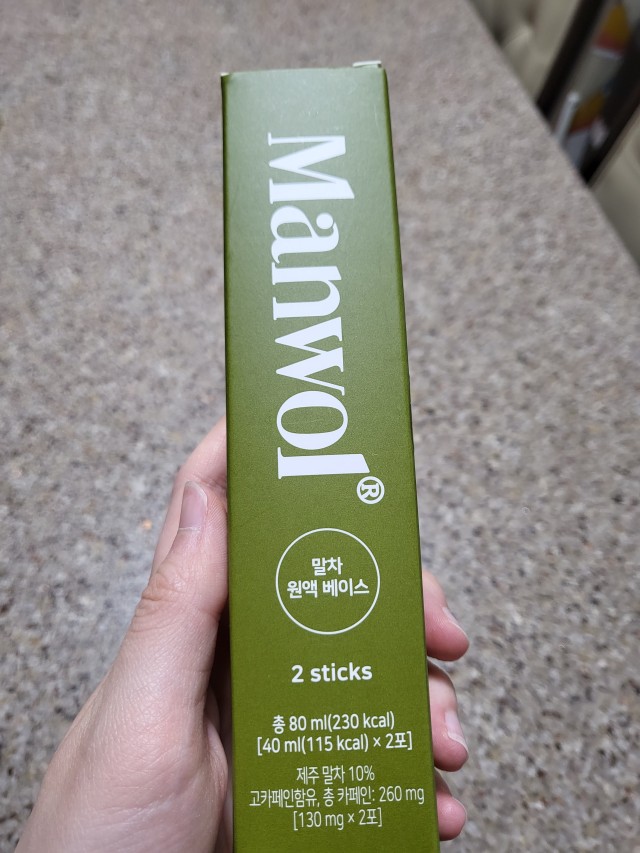 Manwol®
말차
원액 베이스
2 sticks
총 80 ml(230 kcal)
[40 ml(115 kcal) × 2포]
제주 말차 10%
고카페인함유, 총 카페인: 260 mg
[130 mg × 2포]